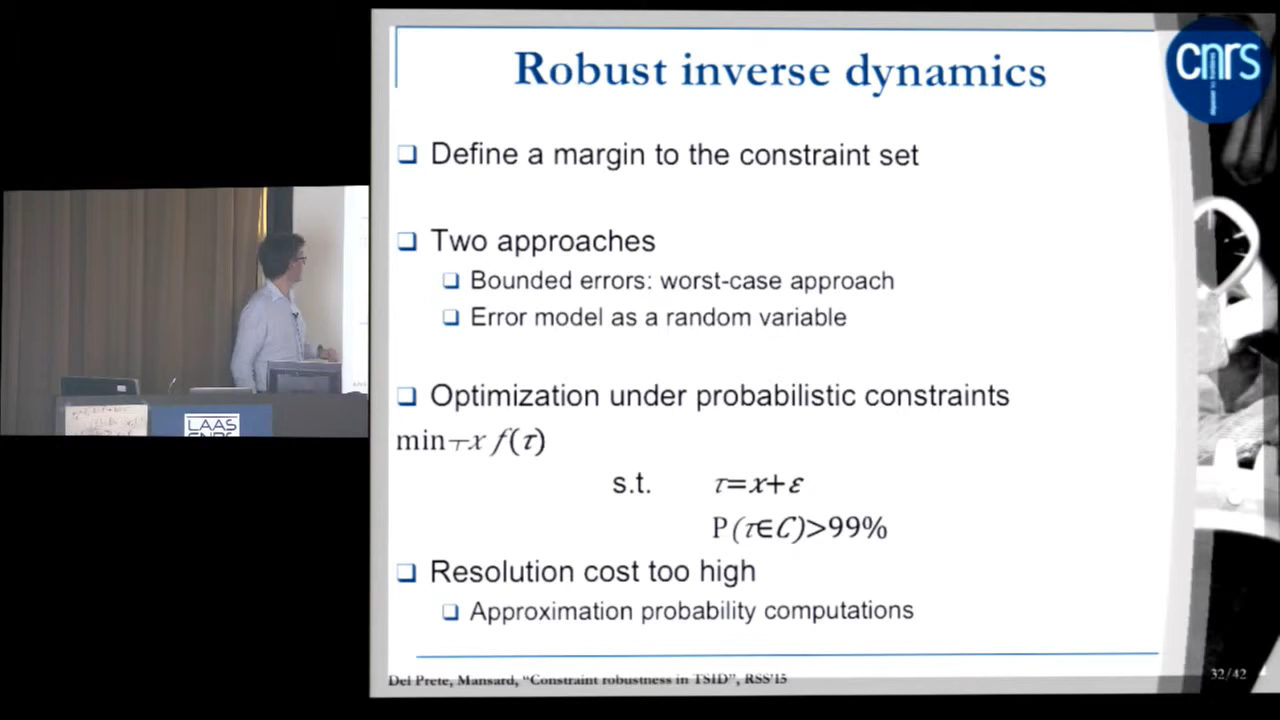 Robust inverse dynamics
cnrs
Define a margin to the constraint set
Two approaches
Bounded errors: worst-case approach
Error model as a random variable
Optimization under probabilistic constraints
min┬x f(τ)
s.t. τ=x+ε
P(τ∈C)>99%
Resolution cost too high
Approximation probability computations
Del Prete, Mansard, “Constraint robustness in TSID”, RSS'15
32/42
LAAS
CNRS